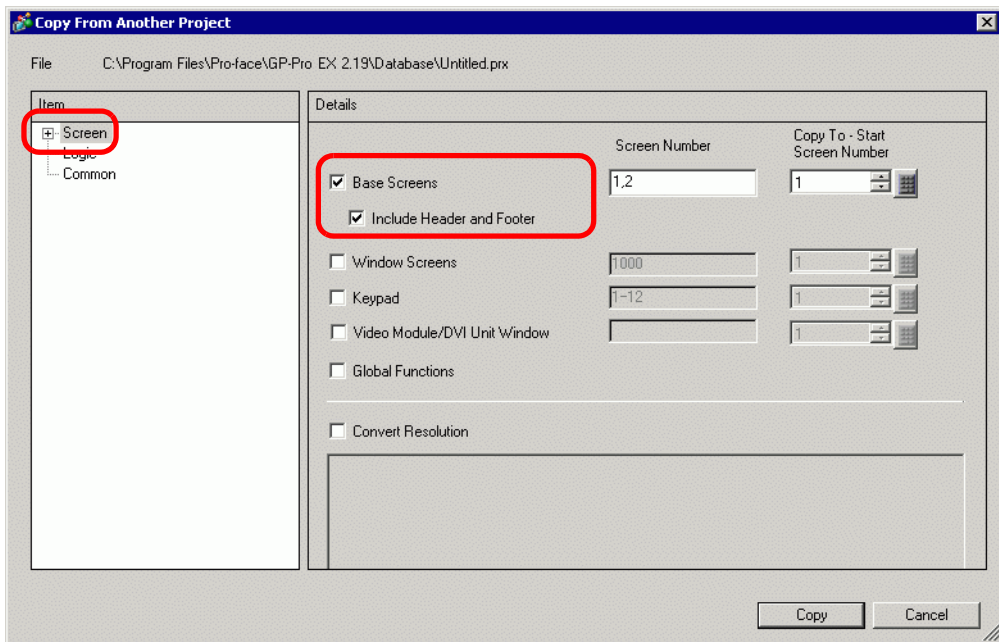 Copy From Another Project
File C:\Program Files\Pro-face\GP-Pro EX 2.19\Database\Untitled.prx
Item
Screen
Logic
Common
Details
Screen Number
Copy To - Start
Screen Number
Base Screens 1,2 1
Include Header and Footer
Window Screens 1000 1
Keypad 1-12 1
Video Module/DVI Unit Window 1
Global Functions
Convert Resolution
Copy Cancel